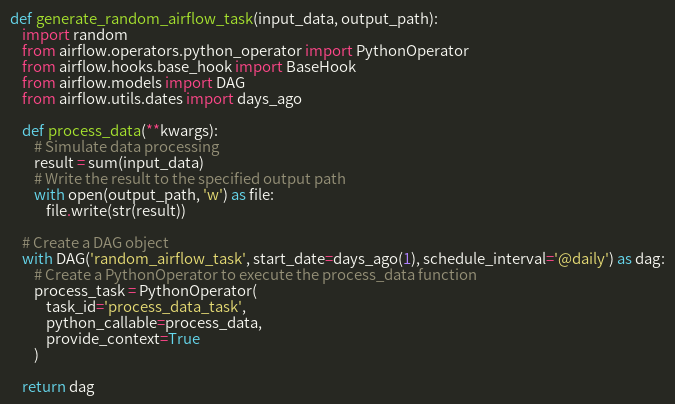 def generate_random_airflow_task(input_data, output_path):
    import random
    from airflow.operators.python_operator import PythonOperator
    from airflow.hooks.base_hook import BaseHook
    from airflow.models import DAG
    from airflow.utils.dates import days_ago

    def process_data(**kwargs):
        # Simulate data processing
        result = sum(input_data)
        # Write the result to the specified output path
        with open(output_path, 'w') as file:
            file.write(str(result))

    # Create a DAG object
    with DAG('random_airflow_task', start_date=days_ago(1), schedule_interval='@daily') as dag:
        # Create a PythonOperator to execute the process_data function
        process_task = PythonOperator(
            task_id='process_data_task',
            python_callable=process_data,
            provide_context=True
        )

    return dag